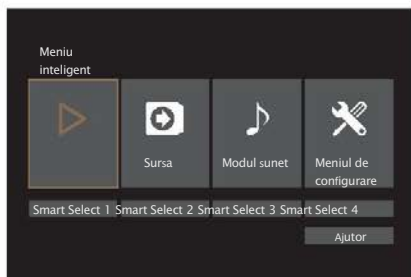 Meniu
inteligent
Sursa
Modul sunet
Meniul de
configurare
Smart Select 1 Smart Select 2 Smart Select 3 Smart Select 4
Ajutor